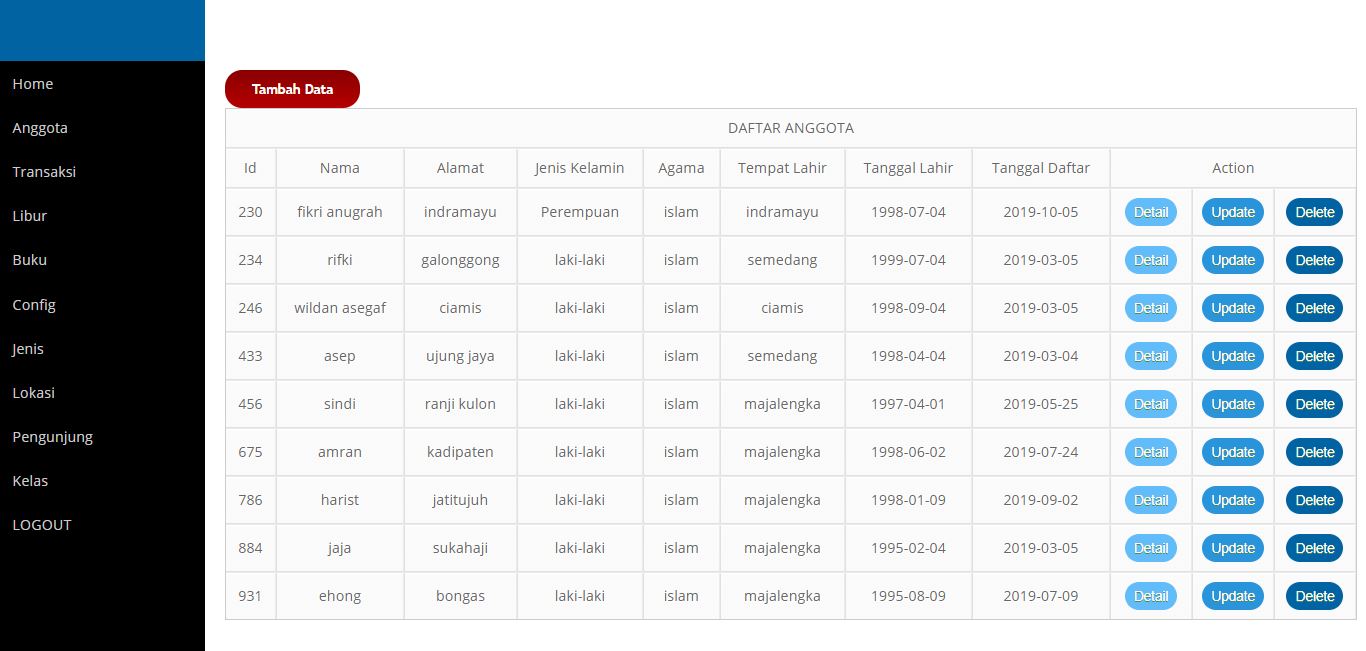 Home
Anggota
Transaksi
Libur
Buku
Config
Jenis
Lokasi
Pengunjung
Kelas
LOGOUT
Tambah Data
DAFTAR ANGGOTA
Id Nama Alamat Jenis Kelamin Agama Tempat Lahir Tanggal Lahir Tanggal Daftar Action
230 fikri anugrah indramayu Perempuan islam indramayu 1998-07-04 2019-10-05 Detail Update Delete
234 rifki galonggong laki-laki islam semedang 1999-07-04 2019-03-05 Detail Update Delete
246 wildan asegaf ciamis laki-laki islam ciamis 1998-09-04 2019-03-05 Detail Update Delete
433 asep ujung jaya laki-laki islam semedang 1998-04-04 2019-03-04 Detail Update Delete
456 sindi ranji kulon laki-laki islam majalengka 1997-04-01 2019-05-25 Detail Update Delete
675 amran kadipaten laki-laki islam majalengka 1998-06-02 2019-07-24 Detail Update Delete
786 harist jatitujuh laki-laki islam majalengka 1998-01-09 2019-09-02 Detail Update Delete
884 jaja sukahaji laki-laki islam majalengka 1995-02-04 2019-03-05 Detail Update Delete
931 ehong bongas laki-laki islam majalengka 1995-08-09 2019-07-09 Detail Update Delete